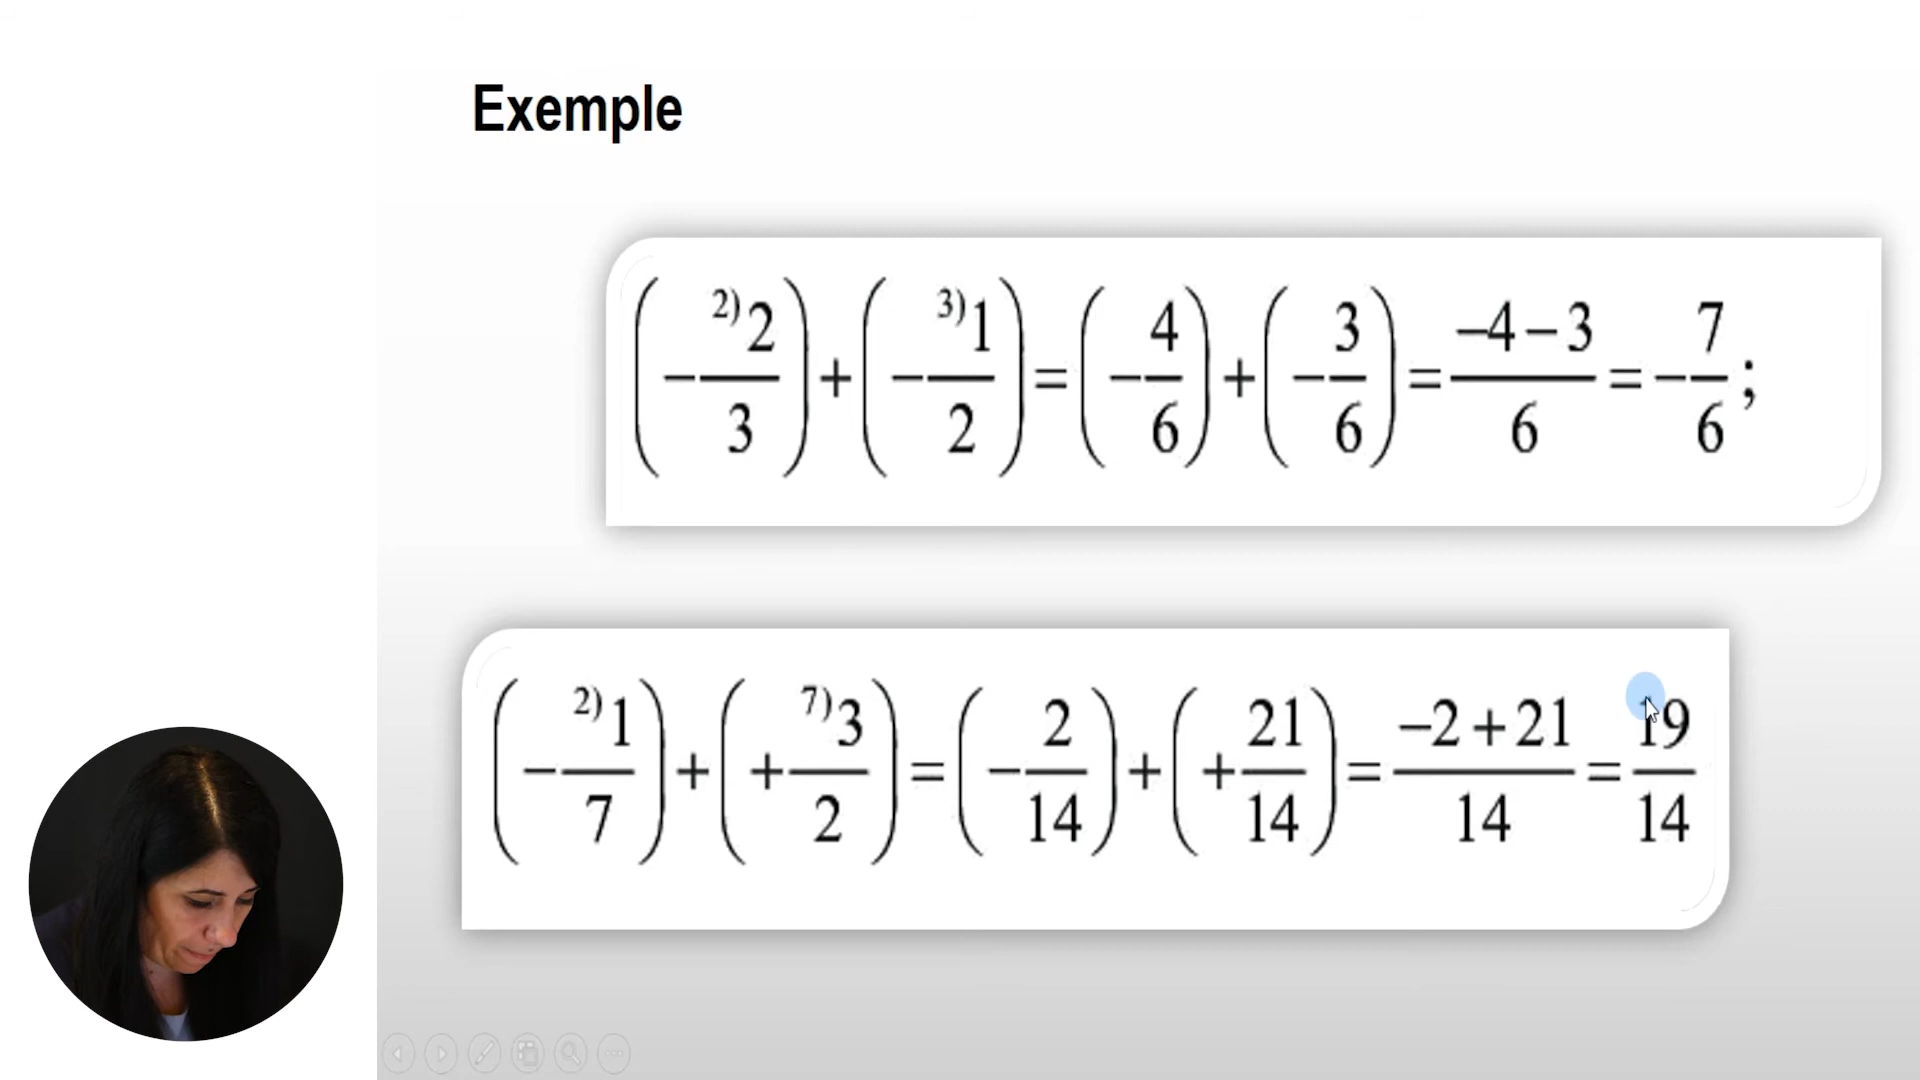 Exemple
(-²⁾2/3) + (-³⁾1/2) = (-4/6) + (-3/6) = (-4-3)/6 = -7/6;
(-²⁾1/7) + (+⁷⁾3/2) = (-2/14) + (+21/14) = (-2+21)/14 = 19/14